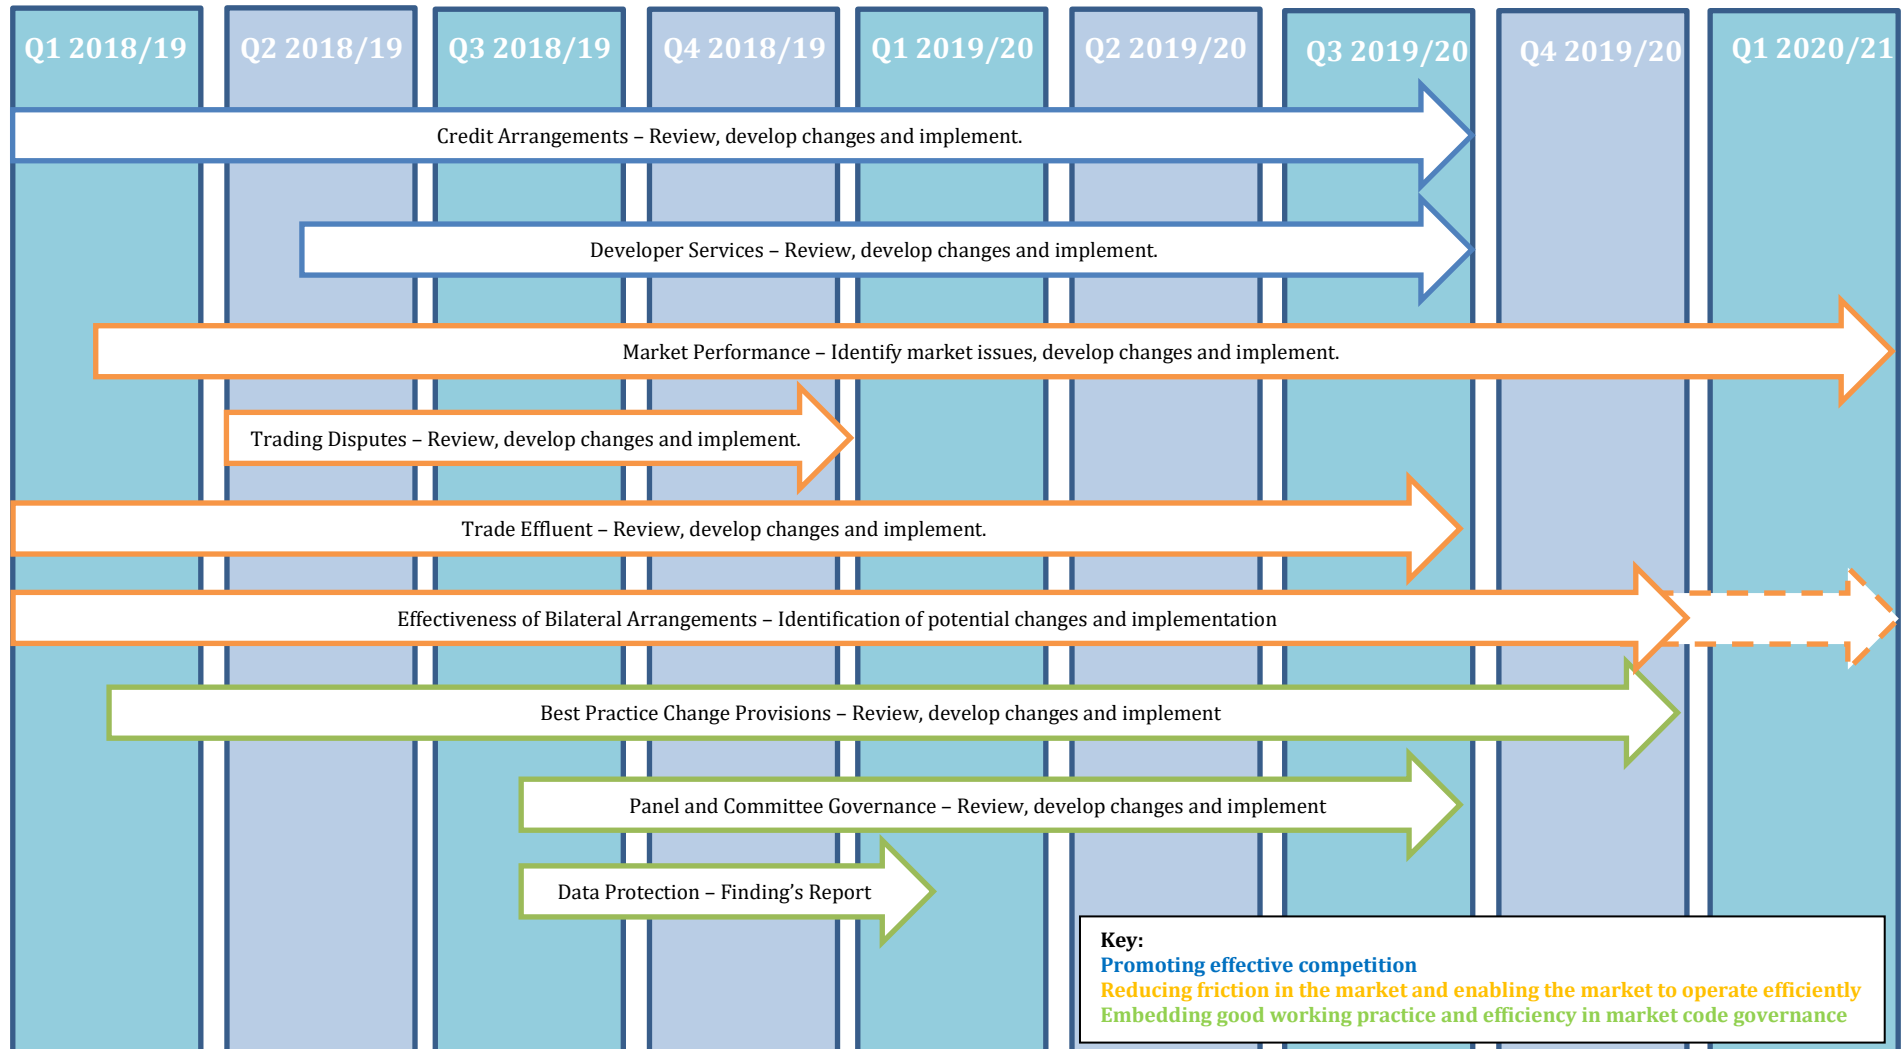 Q1 2018/19
Q2 2018/19
Q3 2018/19
Q4 2018/19
Q1 2019/20
Q2 2019/20
Q3 2019/20
Q4 2019/20
Q1 2020/21
Credit Arrangements – Review, develop changes and implement.
Developer Services – Review, develop changes and implement.
Market Performance – Identify market issues, develop changes and implement.
Trading Disputes – Review, develop changes and implement.
Trade Effluent – Review, develop changes and implement.
Effectiveness of Bilateral Arrangements – Identification of potential changes and implementation
Best Practice Change Provisions – Review, develop changes and implement
Panel and Committee Governance – Review, develop changes and implement
Data Protection – Finding's Report
Key:
Promoting effective competition
Reducing friction in the market and enabling the market to operate efficiently
Embedding good working practice and efficiency in market code governance